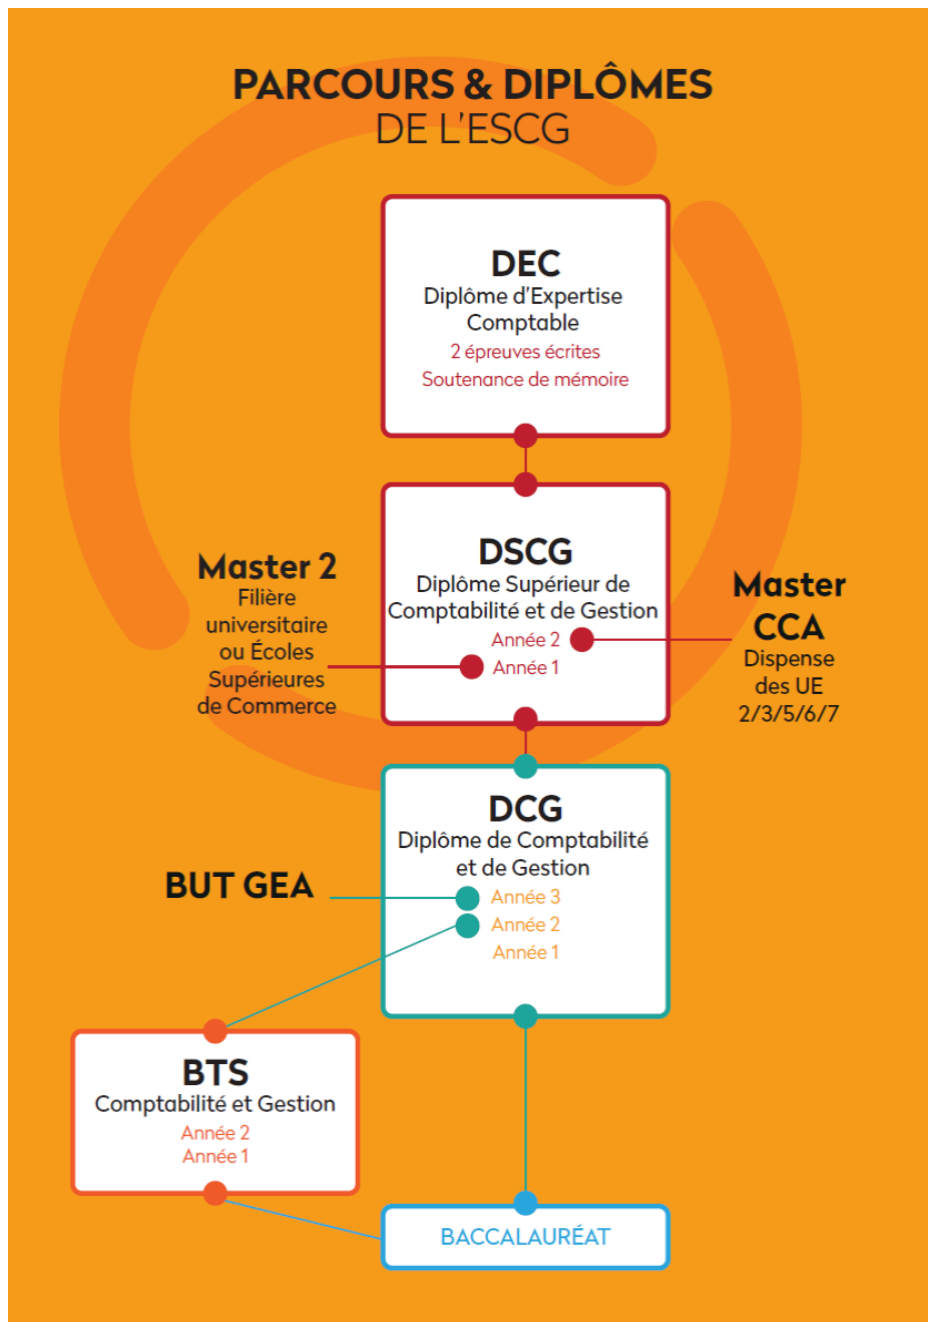 PARCOURS & DIPLÔMES
DE L'ESCG
DEC
Diplôme d'Expertise
Comptable
2 épreuves écrites
Soutenance de mémoire
DSCG
Diplôme Supérieur de
Comptabilité et de Gestion
Année 2
Année 1
Master 2
Filière
universitaire
ou Écoles
Supérieures
de Commerce
Master
CCA
Dispense
des UE
2/3/5/6/7
DCG
Diplôme de Comptabilité
et de Gestion
Année 3
Année 2
Année 1
BUT GEA
BTS
Comptabilité et Gestion
Année 2
Année 1
BACCALAURÉAT